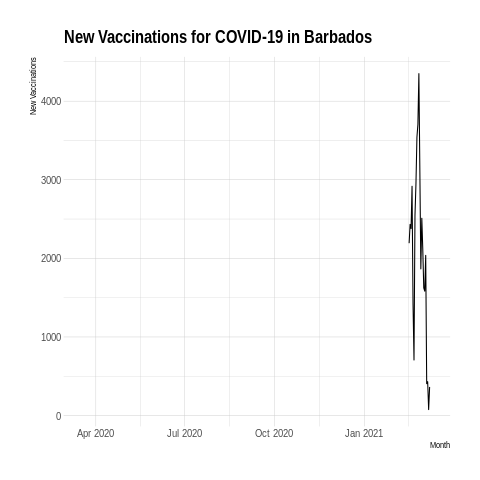 New Vaccinations for COVID-19 in Barbados
New Vaccinations
4000
3000
2000
1000
0
Apr 2020
Jul 2020
Oct 2020
Jan 2021
Month